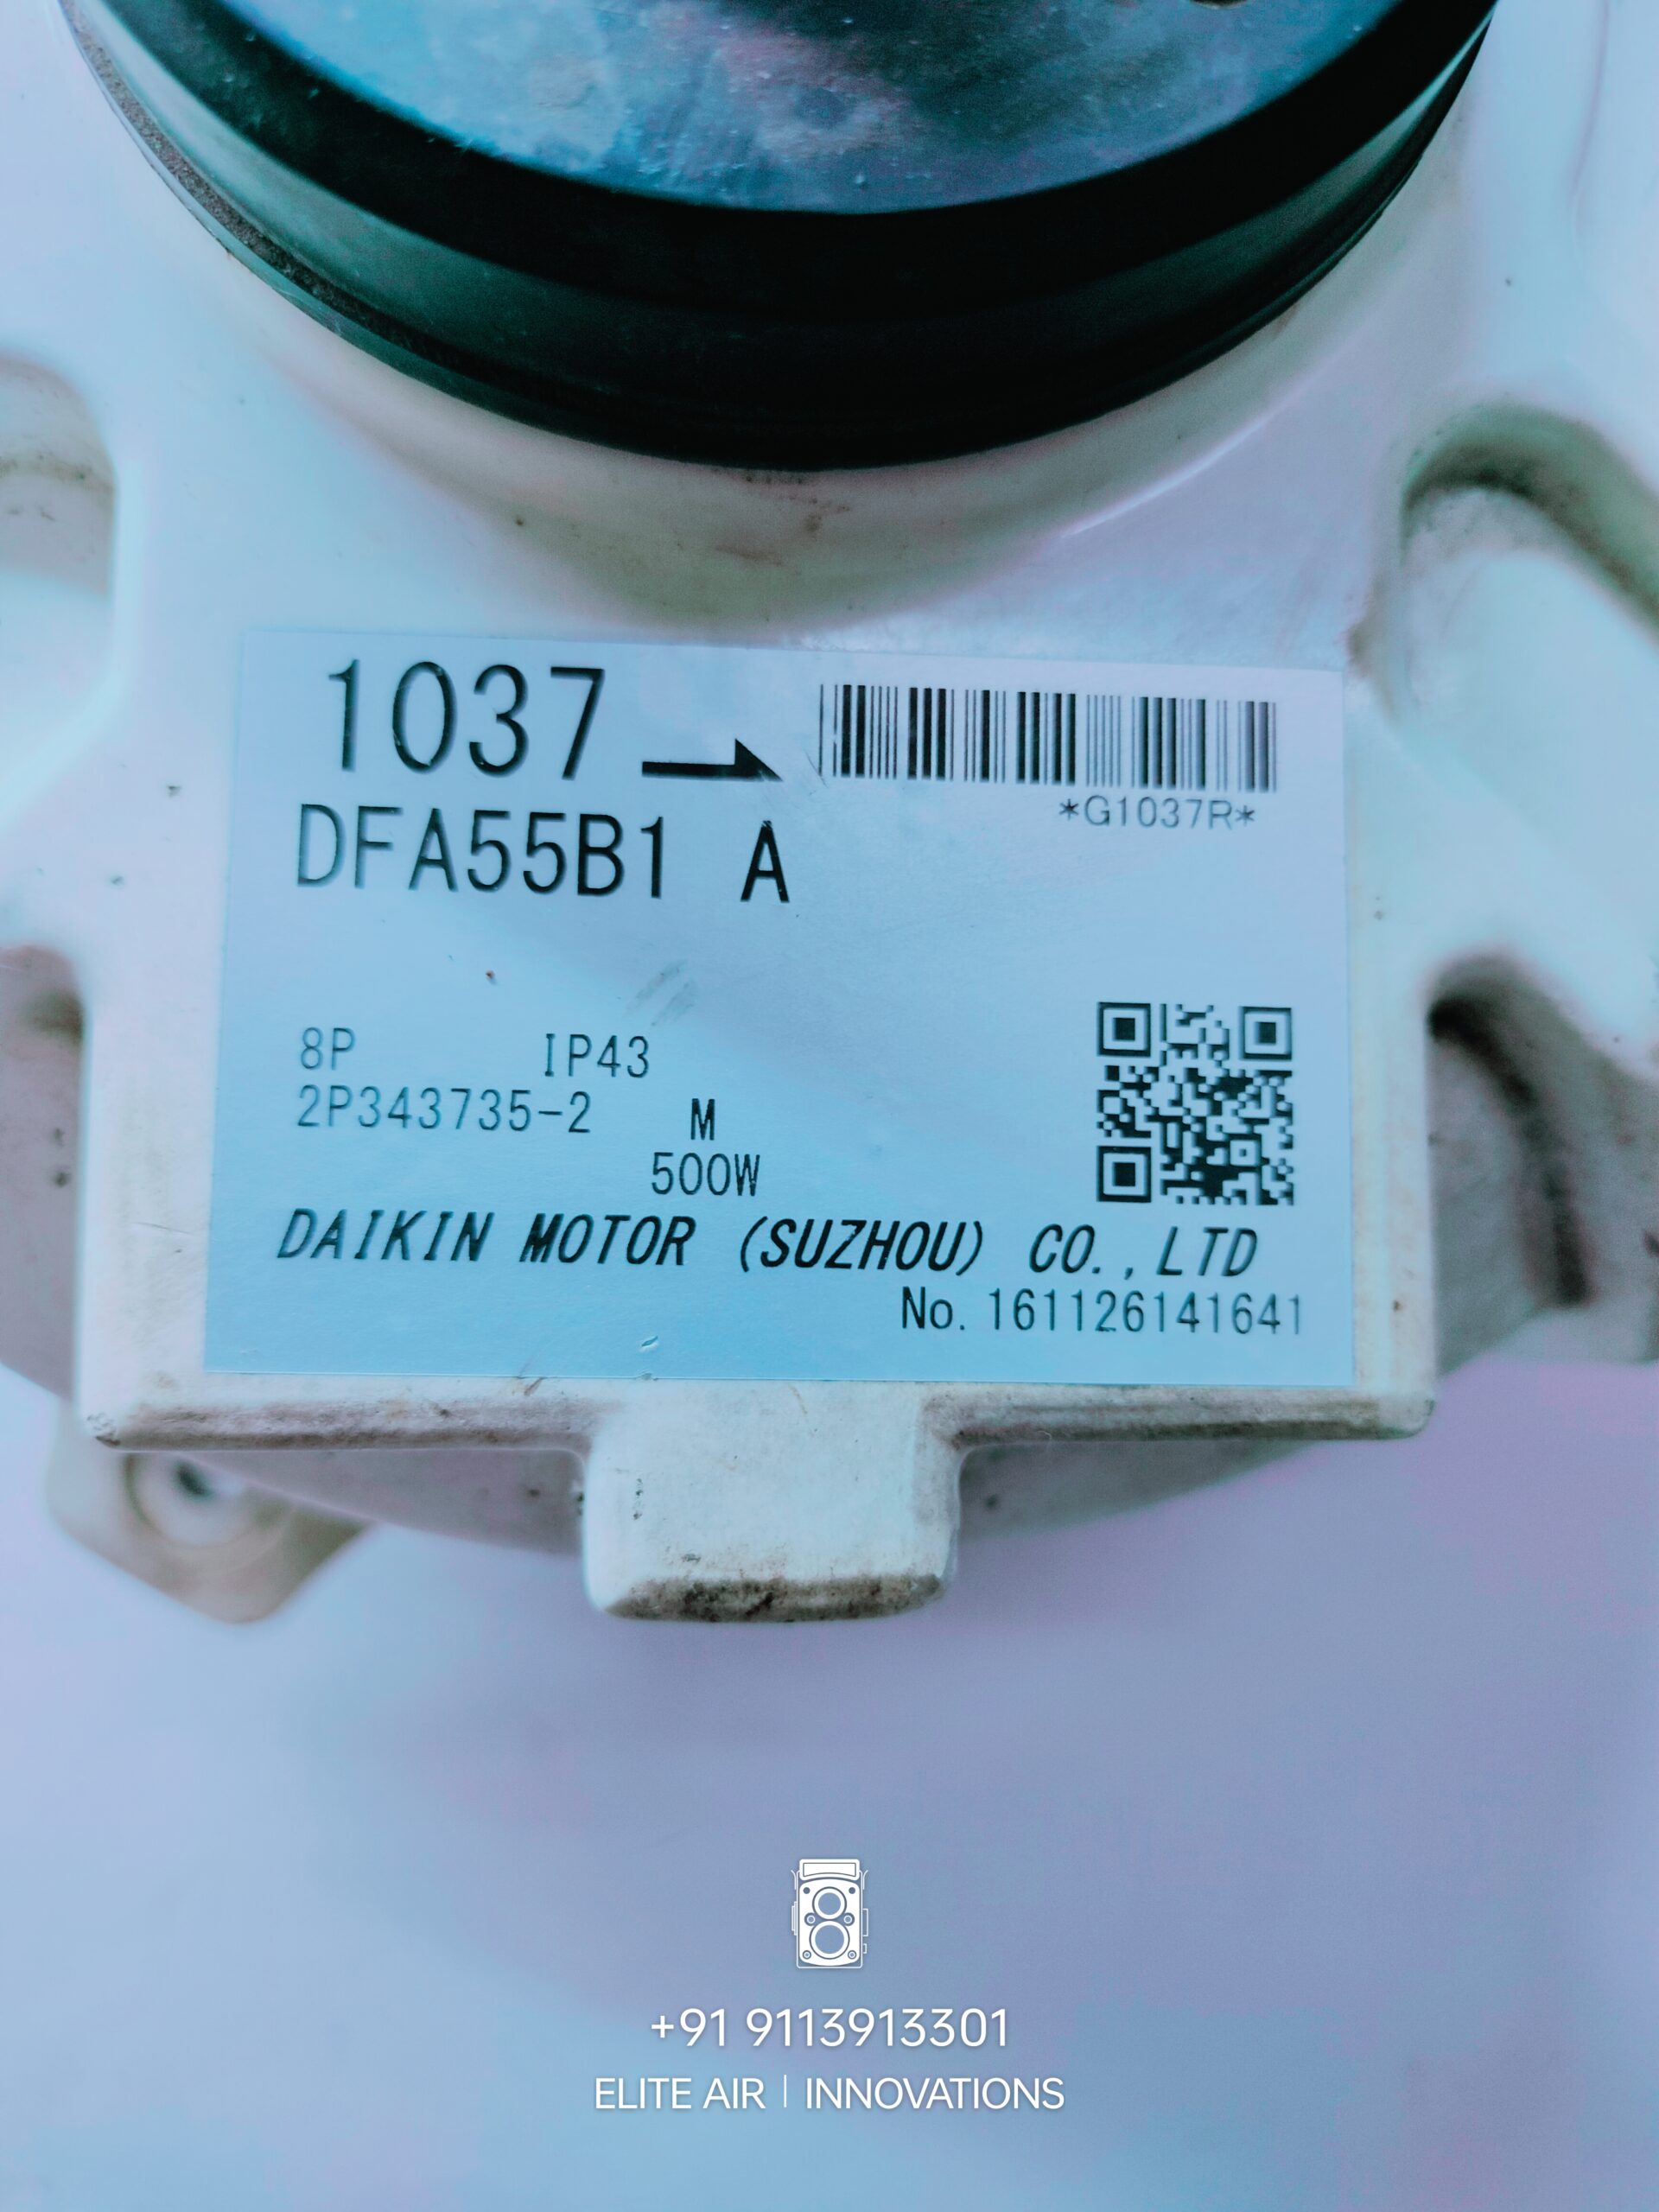 1037
*G1037R*
DFA55B1 A
8P IP43
2P343735-2 M
500W
DAIKIN MOTOR (SUZHOU) CO.,LTD
No. 161126141641
+91 9113913301
ELITE AIR | INNOVATIONS